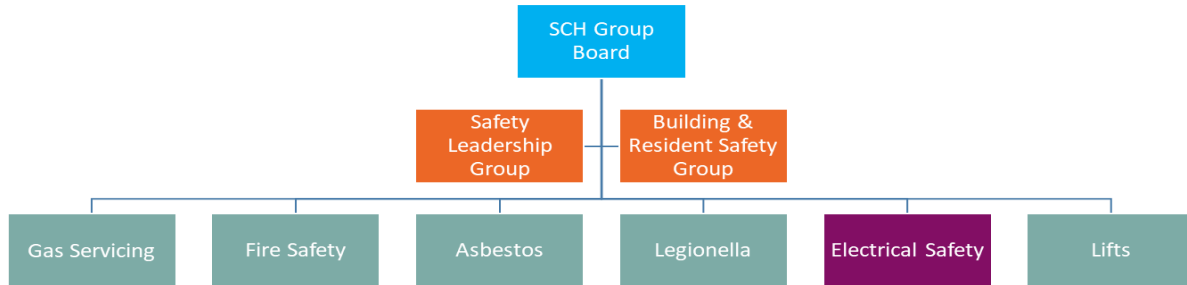 SCH Group
Board
Safety
Leadership
Group
Building &
Resident Safety
Group
Gas Servicing
Fire Safety
Asbestos
Legionella
Electrical Safety
Lifts